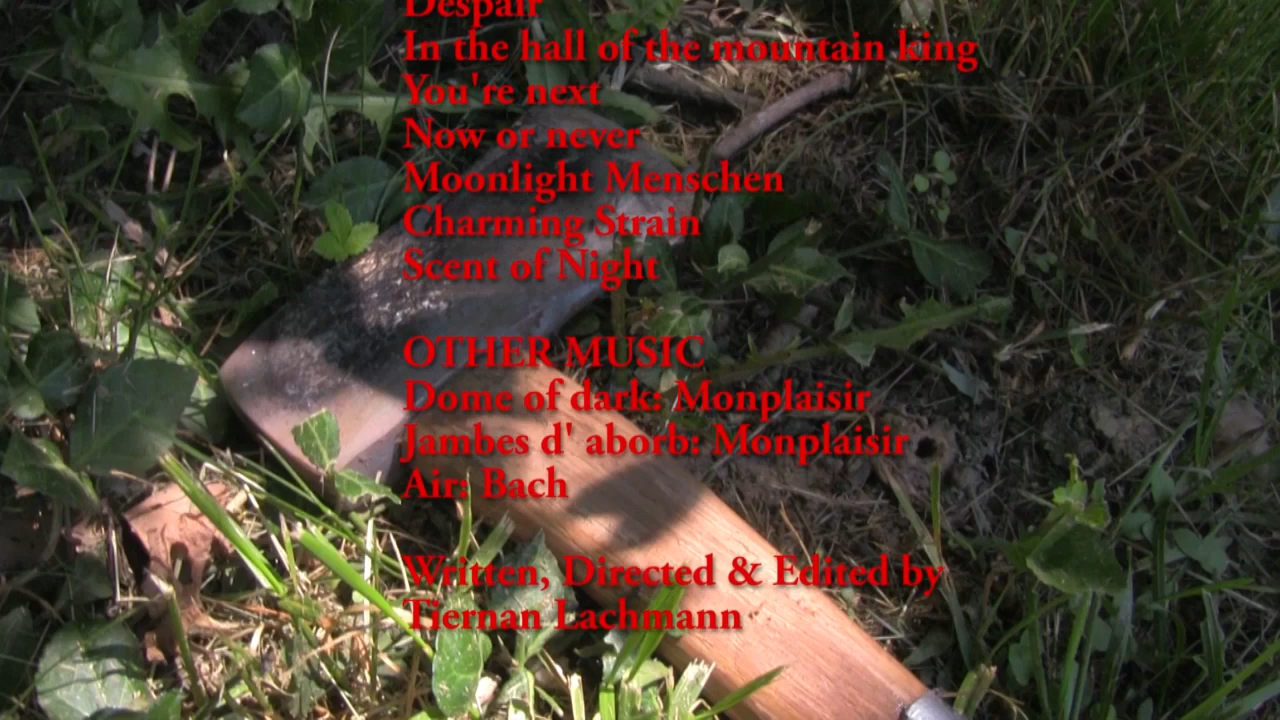 Despair
In the hall of the mountain king
You're next
Now or never
Moonlight Menschen
Charming Strain
Scent of Night
OTHER MUSIC
Dome of dark: Monplaisir
Jambes d' aborb: Monplaisir
Air: Bach
Written, Directed & Edited by
Tiernan Lachmann